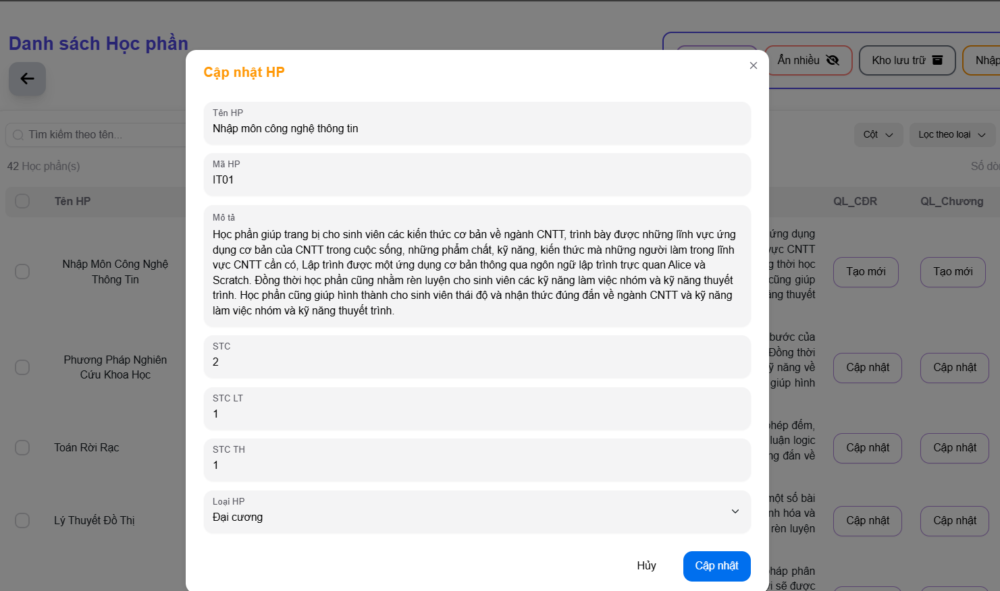 Danh sách Học phần
Ẩn nhiều
Kho lưu trữ
Nhập
Tìm kiếm theo tên...
Cột
Lọc theo loại
42 Học phần(s)
Số
Tên HP
QL_CĐR
QL_Chương
Nhập Môn Công Nghệ
Thông Tin
Phương Pháp Nghiên
Cứu Khoa Học
Toán Rời Rạc
Lý Thuyết Đồ Thị
Cập nhật HP
Tên HP
Nhập môn công nghệ thông tin
Mã HP
IT01
Mô tả
Học phần giúp trang bị cho sinh viên các kiến thức cơ bản về ngành CNTT, trình bày được những lĩnh vực ứng
dụng cơ bản của CNTT trong cuộc sống, những phẩm chất, kỹ năng, kiến thức mà những người làm trong lĩnh
vực CNTT cần có, Lập trình được một ứng dụng cơ bản thông qua ngôn ngữ lập trình trực quan Alice và
Scratch. Đồng thời học phần cũng nhằm rèn luyện cho sinh viên các kỹ năng làm việc nhóm và kỹ năng thuyết
trình. Học phần cũng giúp hình thành cho sinh viên thái độ và nhận thức đúng đắn về ngành CNTT và kỹ năng
làm việc nhóm và kỹ năng thuyết trình.
STC
2
STC LT
1
STC TH
1
Loại HP
Đại cương
Hủy
Cập nhật
ứng dụng
vực CNTT
thời học
cũng giúp
thuyết
Tạo mới
Tạo mới
bước của
Đồng thời
kỹ năng về
giúp hình
Cập nhật
Cập nhật
phép đếm,
luận logic
đắn về
Cập nhật
Cập nhật
một số bài
hóa và
rèn luyện
Cập nhật
Cập nhật
pháp phân
sẽ được